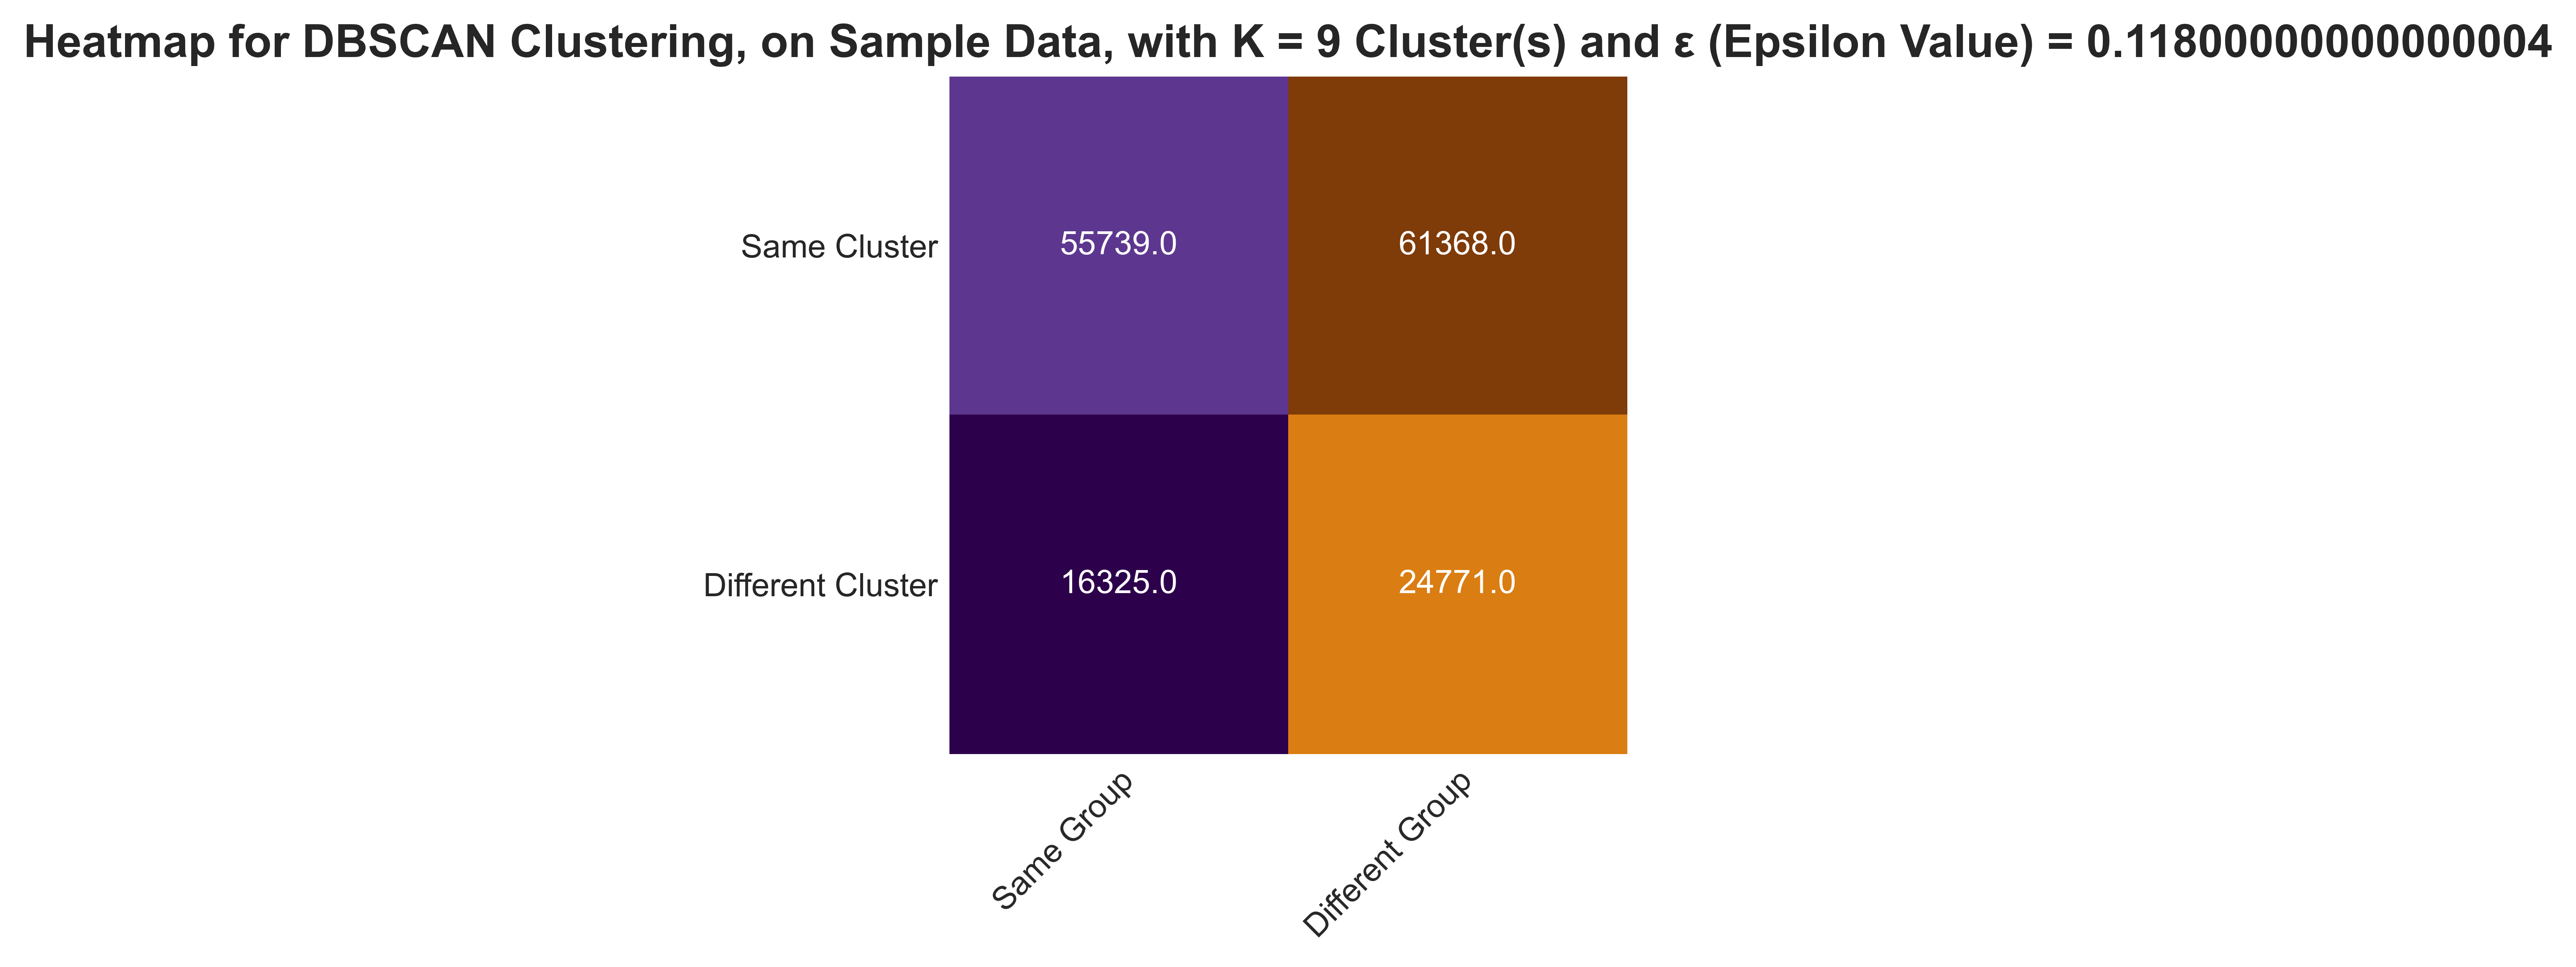 Heatmap for DBSCAN Clustering, on Sample Data, with K = 9 Cluster(s) and ε (Epsilon Value) = 0.11800000000000004
Same Cluster
55739.0
61368.0
Different Cluster
16325.0
24771.0
Same Group
Different Group